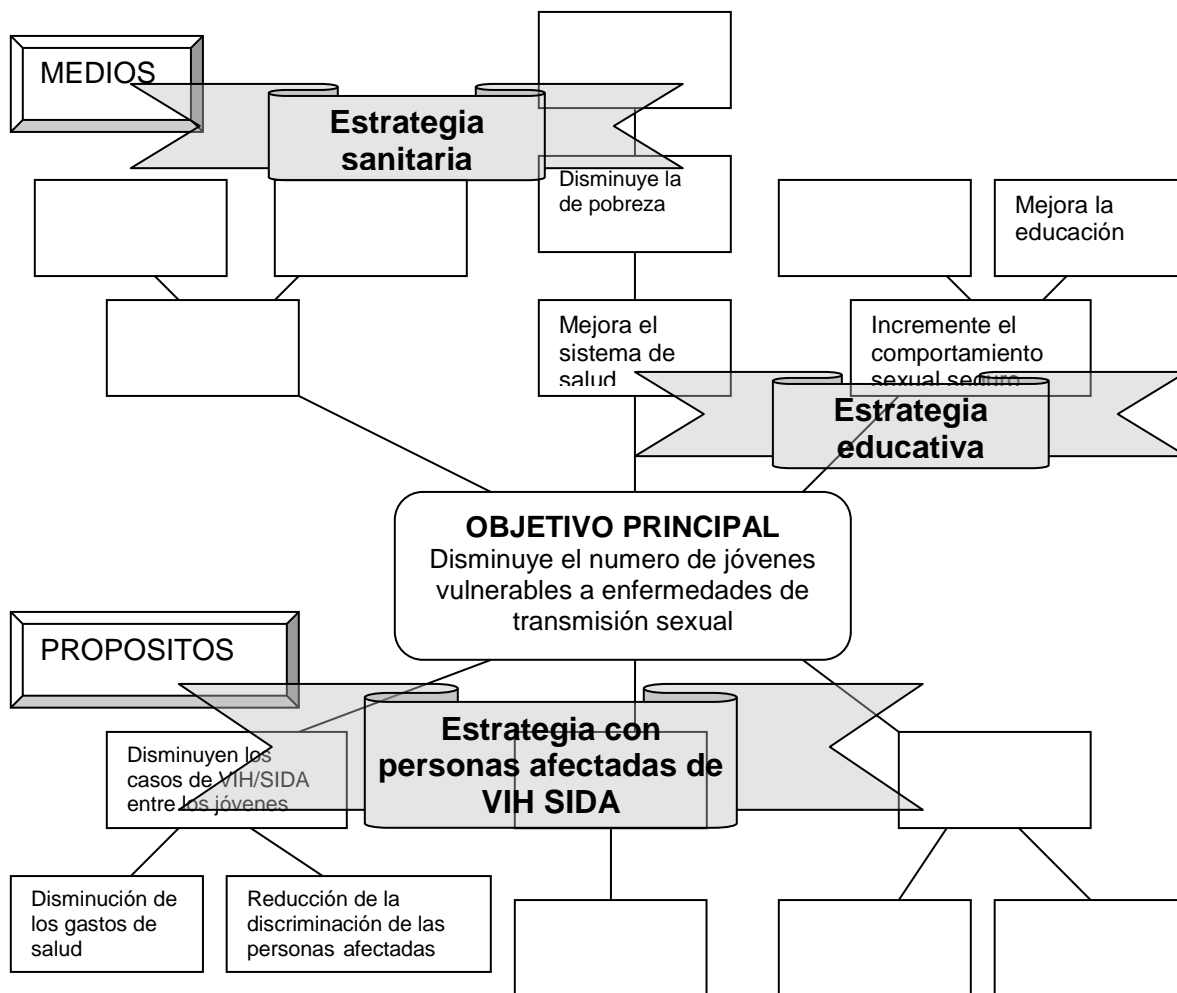 MEDIOS
Estrategia
sanitaria
Disminuye la
de pobreza
Mejora la
educación
Mejora el
sistema de
salud
Incremente el
comportamiento
sexual seguro
Estrategia
educativa
OBJETIVO PRINCIPAL
Disminuye el numero de jóvenes
vulnerables a enfermedades de
transmisión sexual
PROPOSITOS
Estrategia con
personas afectadas de
VIH SIDA
Disminuyen los
casos de VIH/SIDA
entre los jóvenes
Disminución de
los gastos de
salud
Reducción de la
discriminación de las
personas afectadas